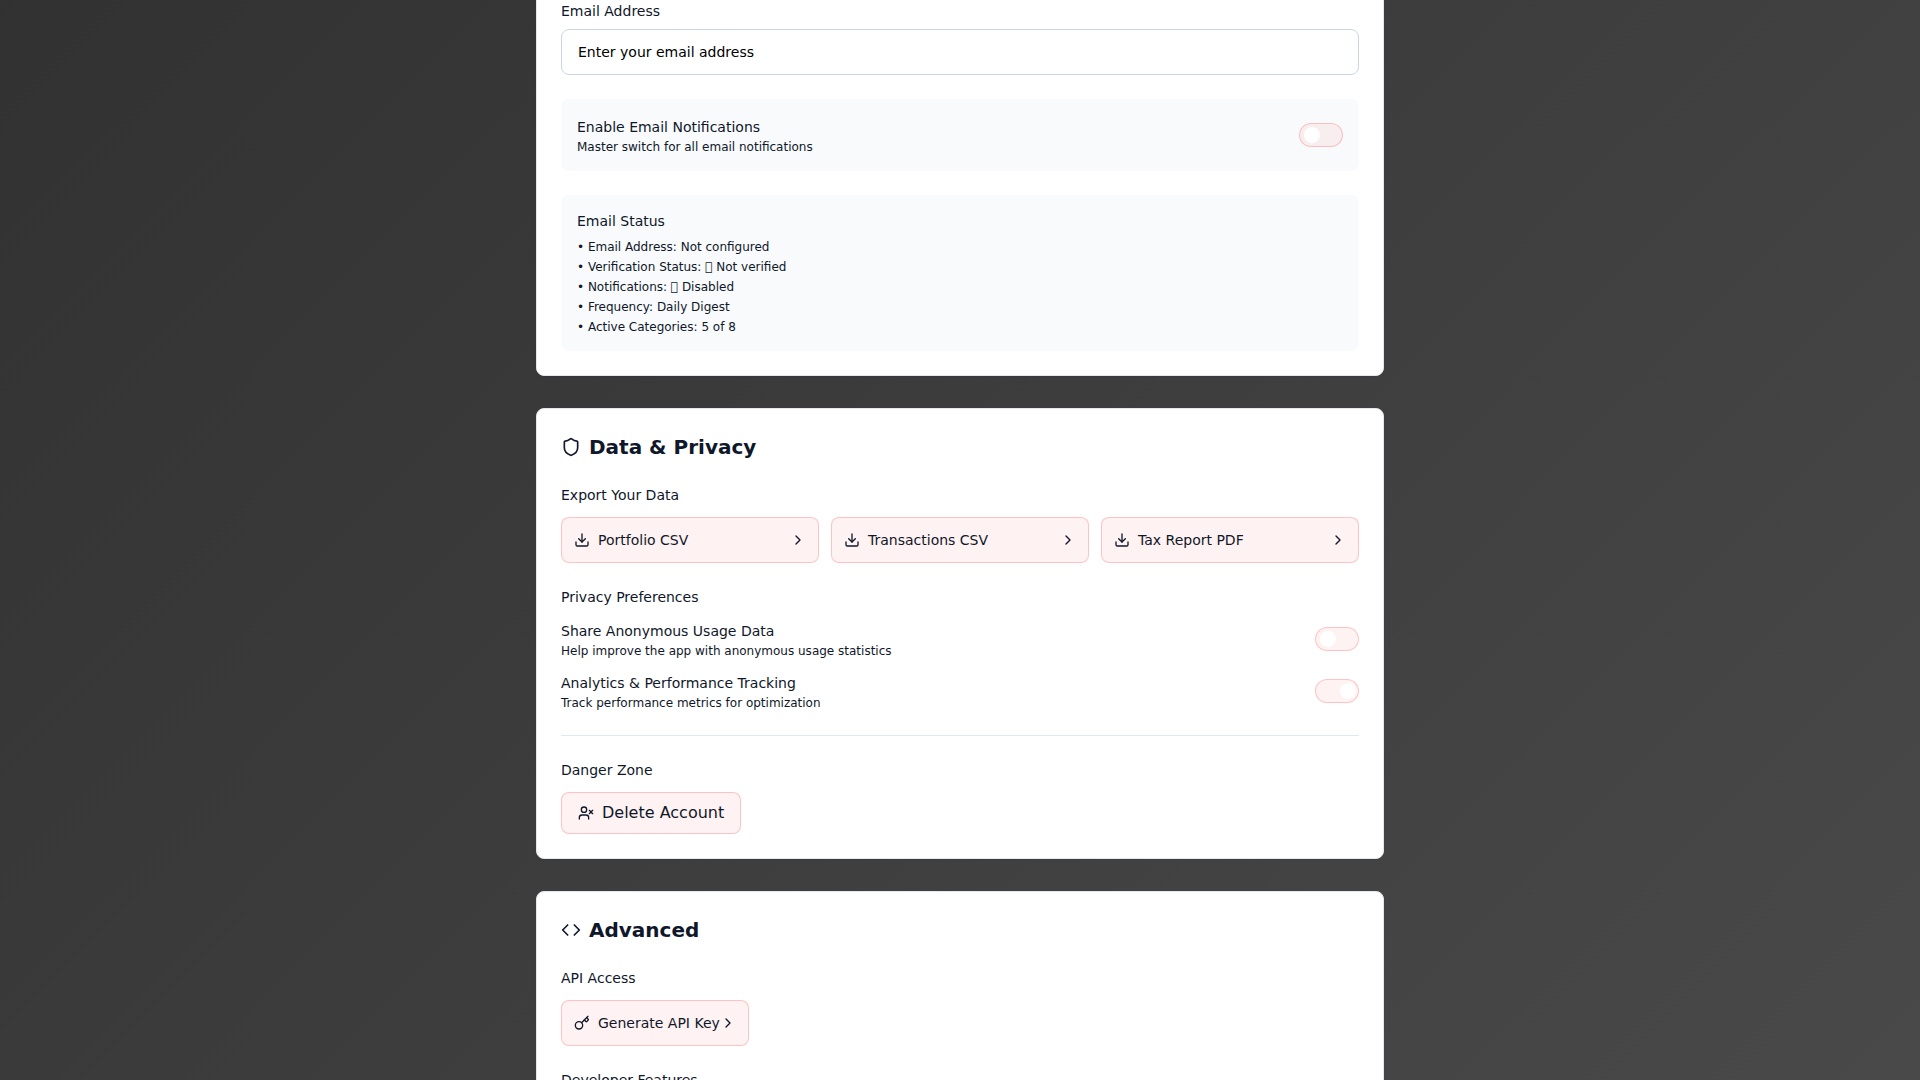 Email Address
Enter your email address
Enable Email Notifications
Master switch for all email notifications
Email Status
• Email Address: Not configured
• Verification Status: Not verified
• Notifications: Disabled
• Frequency: Daily Digest
• Active Categories: 5 of 8
Data & Privacy
Export Your Data
Portfolio CSV
Transactions CSV
Tax Report PDF
Privacy Preferences
Share Anonymous Usage Data
Help improve the app with anonymous usage statistics
Analytics & Performance Tracking
Track performance metrics for optimization
Danger Zone
Delete Account
Advanced
API Access
Generate API Key
Developer Features